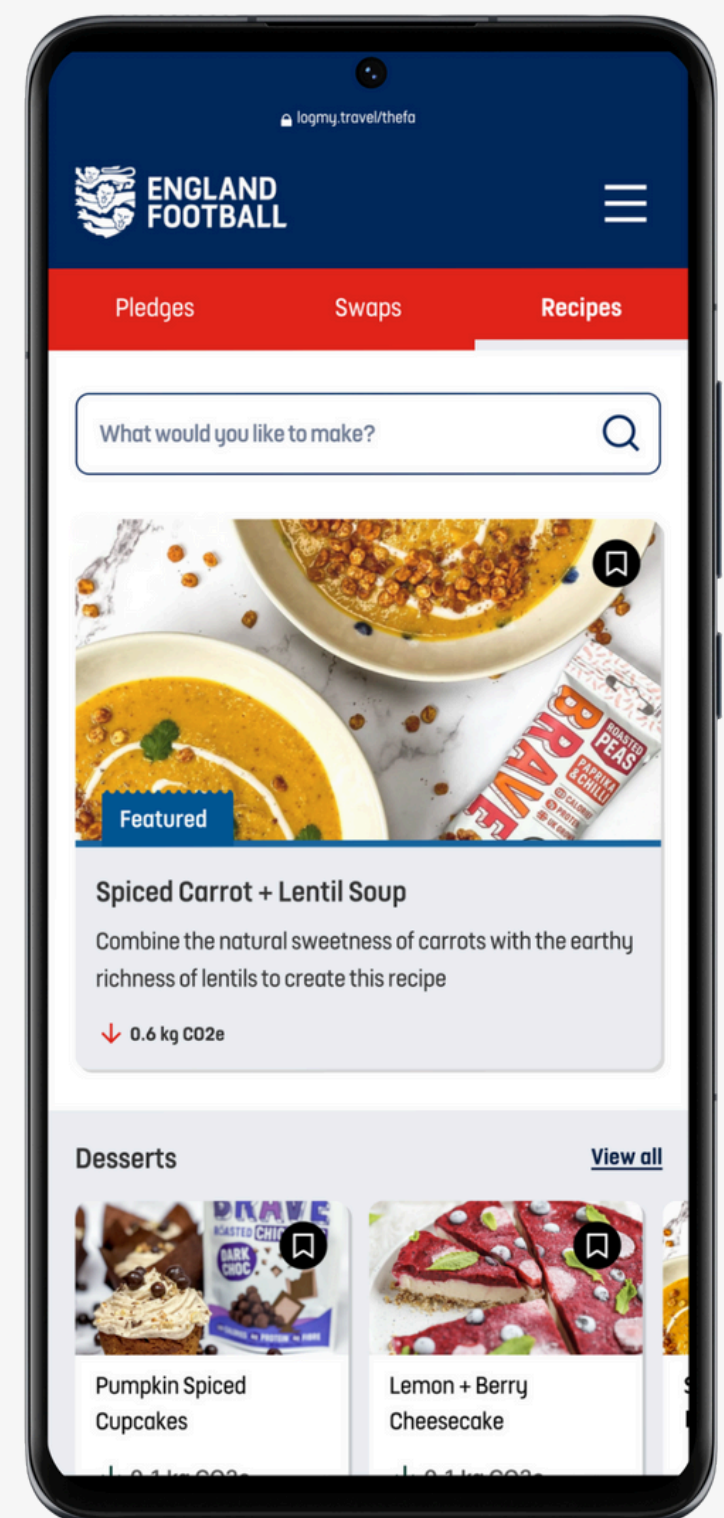 logmy.travel/thefa
ENGLAND
FOOTBALL
Pledges
Swaps
Recipes
What would you like to make?
BRAVE
ROASTED
PEAS
PAPRIKA
& CHILLI
Featured
Spiced Carrot + Lentil Soup
Combine the natural sweetness of carrots with the earthy
richness of lentils to create this recipe
0.6 kg CO2e
Desserts
View all
BRAVE
ROASTED
DARK
CHOC
Pumpkin Spiced
Cupcakes
Lemon + Berry
Cheesecake